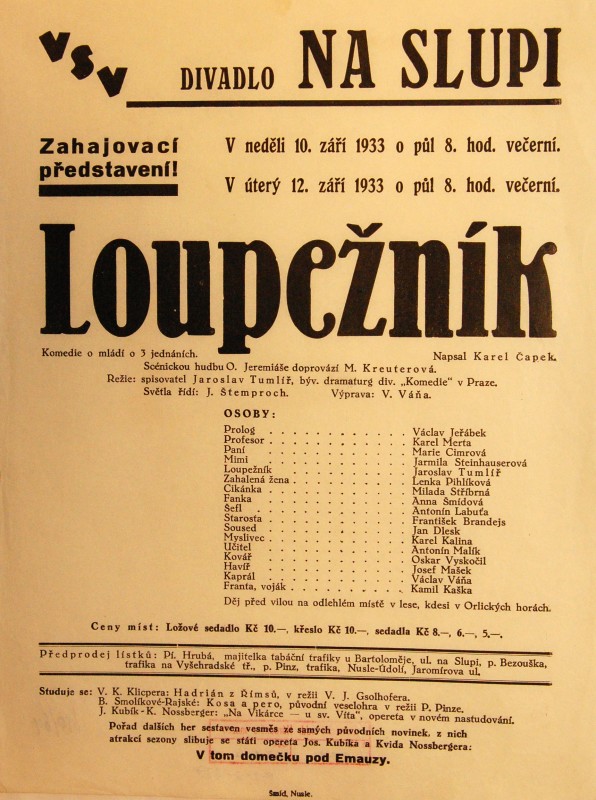 VSV DIVADLO NA SLUPI
Zahajovací
představení!
V neděli 10. září 1933 o půl 8. hod. večerní.
V úterý 12. září 1933 o půl 8. hod. večerní.
Loupežník
Komedie o mládí o 3 jednáních. Napsal Karel Čapek.
Scénickou hudbu O. Jeremiáše doprovází M. Kreuterová.
Režie: spisovatel Jaroslav Tumlíř, býv. dramaturg div. „Komedie“ v Praze.
Světla řídí: J. Štemproch. Výprava: V. Váňa.
OSOBY:
Prolog . . . . . . . . . . . . Václav Jeřábek
Profesor . . . . . . . . . . . . Karel Merta
Paní . . . . . . . . . . . . Marie Cimrová
Mimi . . . . . . . . . . . . Jarmila Steinhauserová
Loupežník . . . . . . . . . . . . Jaroslav Tumlíř
Zahalená žena . . . . . . . . . . . . Lenka Pihlíková
Cikánka . . . . . . . . . . . . Milada Stříbrná
Fanka . . . . . . . . . . . . Anna Šmídová
Šefl . . . . . . . . . . . . Antonín Labuťa
Starosta . . . . . . . . . . . . František Brandejs
Soused . . . . . . . . . . . . Jan Dlesk
Myslivec . . . . . . . . . . . . Karel Kalina
Učitel . . . . . . . . . . . . Antonín Malík
Kovář . . . . . . . . . . . . Oskar Vyskočil
Havíř . . . . . . . . . . . . Josef Mašek
Kaprál . . . . . . . . . . . . Václav Váňa
Franta, voják . . . . . . . . . . . . Kamil Kaška
Děj před vilou na odlehlém místě v lese, kdesi v Orlických horách.
Ceny míst: Ložové sedadlo Kč 10.—, křeslo Kč 10.—, sedadla Kč 8.—, 6.—, 5.—,
Předprodej lístků: Pí. Hrubá, majitelka tabáční trafiky u Bartoloměje, ul. na Slupi, p. Bezouška,
trafika na Vyšehradské tř., p. Pinz, trafika, Nusle-Údolí, Jaromírova ul.
Studuje se: V. K. Klicpera: Hadrián z Římsů, v režii V. J. Gsolhofera.
B. Smolíkové-Rajské: Kosa a pero, původní veselohra v režii P. Pinze.
J. Kubík-K. Nossberger: „Na Vikárce — u sv. Víta“, opereta v novém nastudování.
Pořad dalších her sestaven vesměs ze samých původních novinek, z nich
atrakcí sezony slibuje se státi opereta Jos. Kubíka a Kvida Nossbergera:
V tom domečku pod Emauzy.
Šmíd, Nusle.